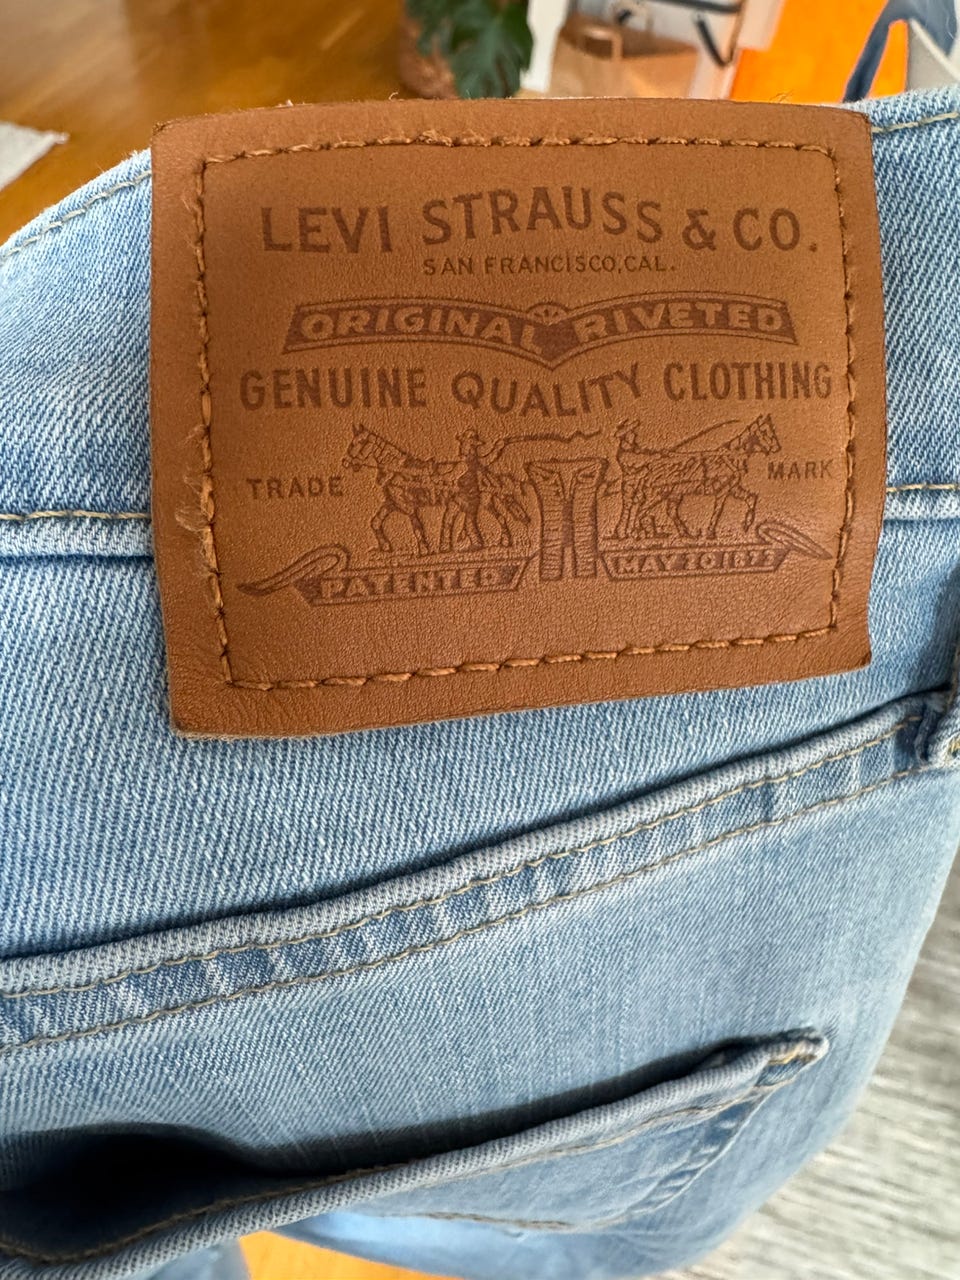 LEVI STRAUSS & CO.
SAN FRANCISCO, CAL.
ORIGINAL RIVETED
GENUINE QUALITY CLOTHING
TRADE MARK
PATENTED MAY 20 1873